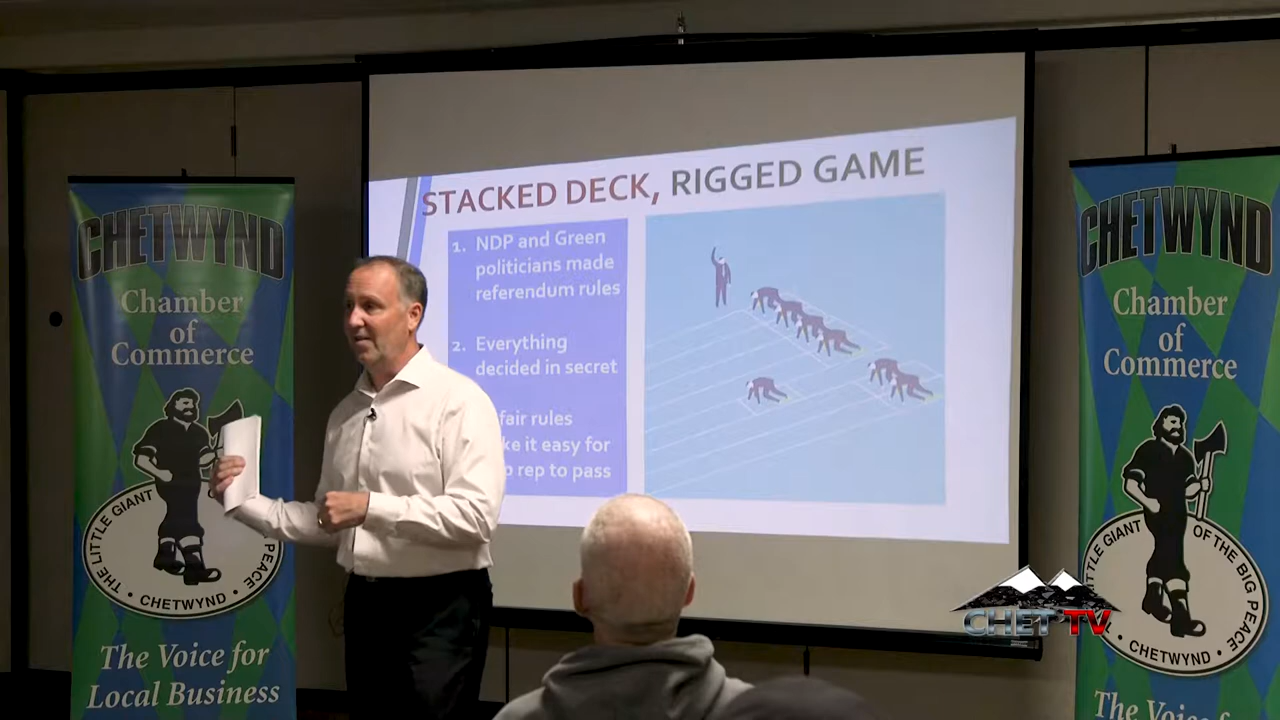 STACKED DECK, RIGGED GAME
1. NDP and Green
politicians made
referendum rules
2. Everything
decided in secret
fair rules
it easy for
rep to pass
CHETWYND
Chamber
of
Commerce
THE LITTLE GIANT
PEACE
• CHETWYND •
The Voice for
Local Business
CHETWYND
Chamber
of
Commerce
LITTLE GIANT OF THE BIG PEACE
• CHETWYND •
The Voice
CHET TV